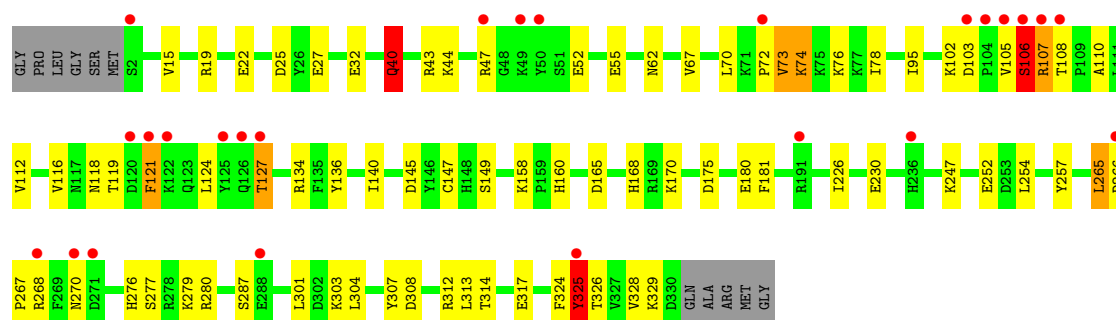 GLY PRO LEU GLY SER MET S2 V15 R19 E22 D25 Y26 E27 E32 Q40 R43 K44 R47 G48 K49 Y50 S51 E52 E55 N62 V67 L70 K71 P72 V73 K74 K75 K76 K77 I78 I95 K102 D103 P104 V105 S106 R107 T108 P109 A110
V112 V116 N117 N118 T119 D120 F121 K122 Q123 L124 Y125 Q126 T127 R134 F135 Y136 I140 D145 Y146 C147 H148 S149 K158 P159 H160 D165 H168 R169 K170 D175 E180 F181 R191 I226 E230 H236 K247 E252 D253 L254 Y257 L265
P267 R268 F269 N270 D271 H276 S277 R278 K279 R280 S287 E288 L301 D302 K303 L304 Y307 D308 R312 L313 T314 E317 F324 Y325 T326 V327 V328 K329 D330 GLN ALA ARG MET GLY